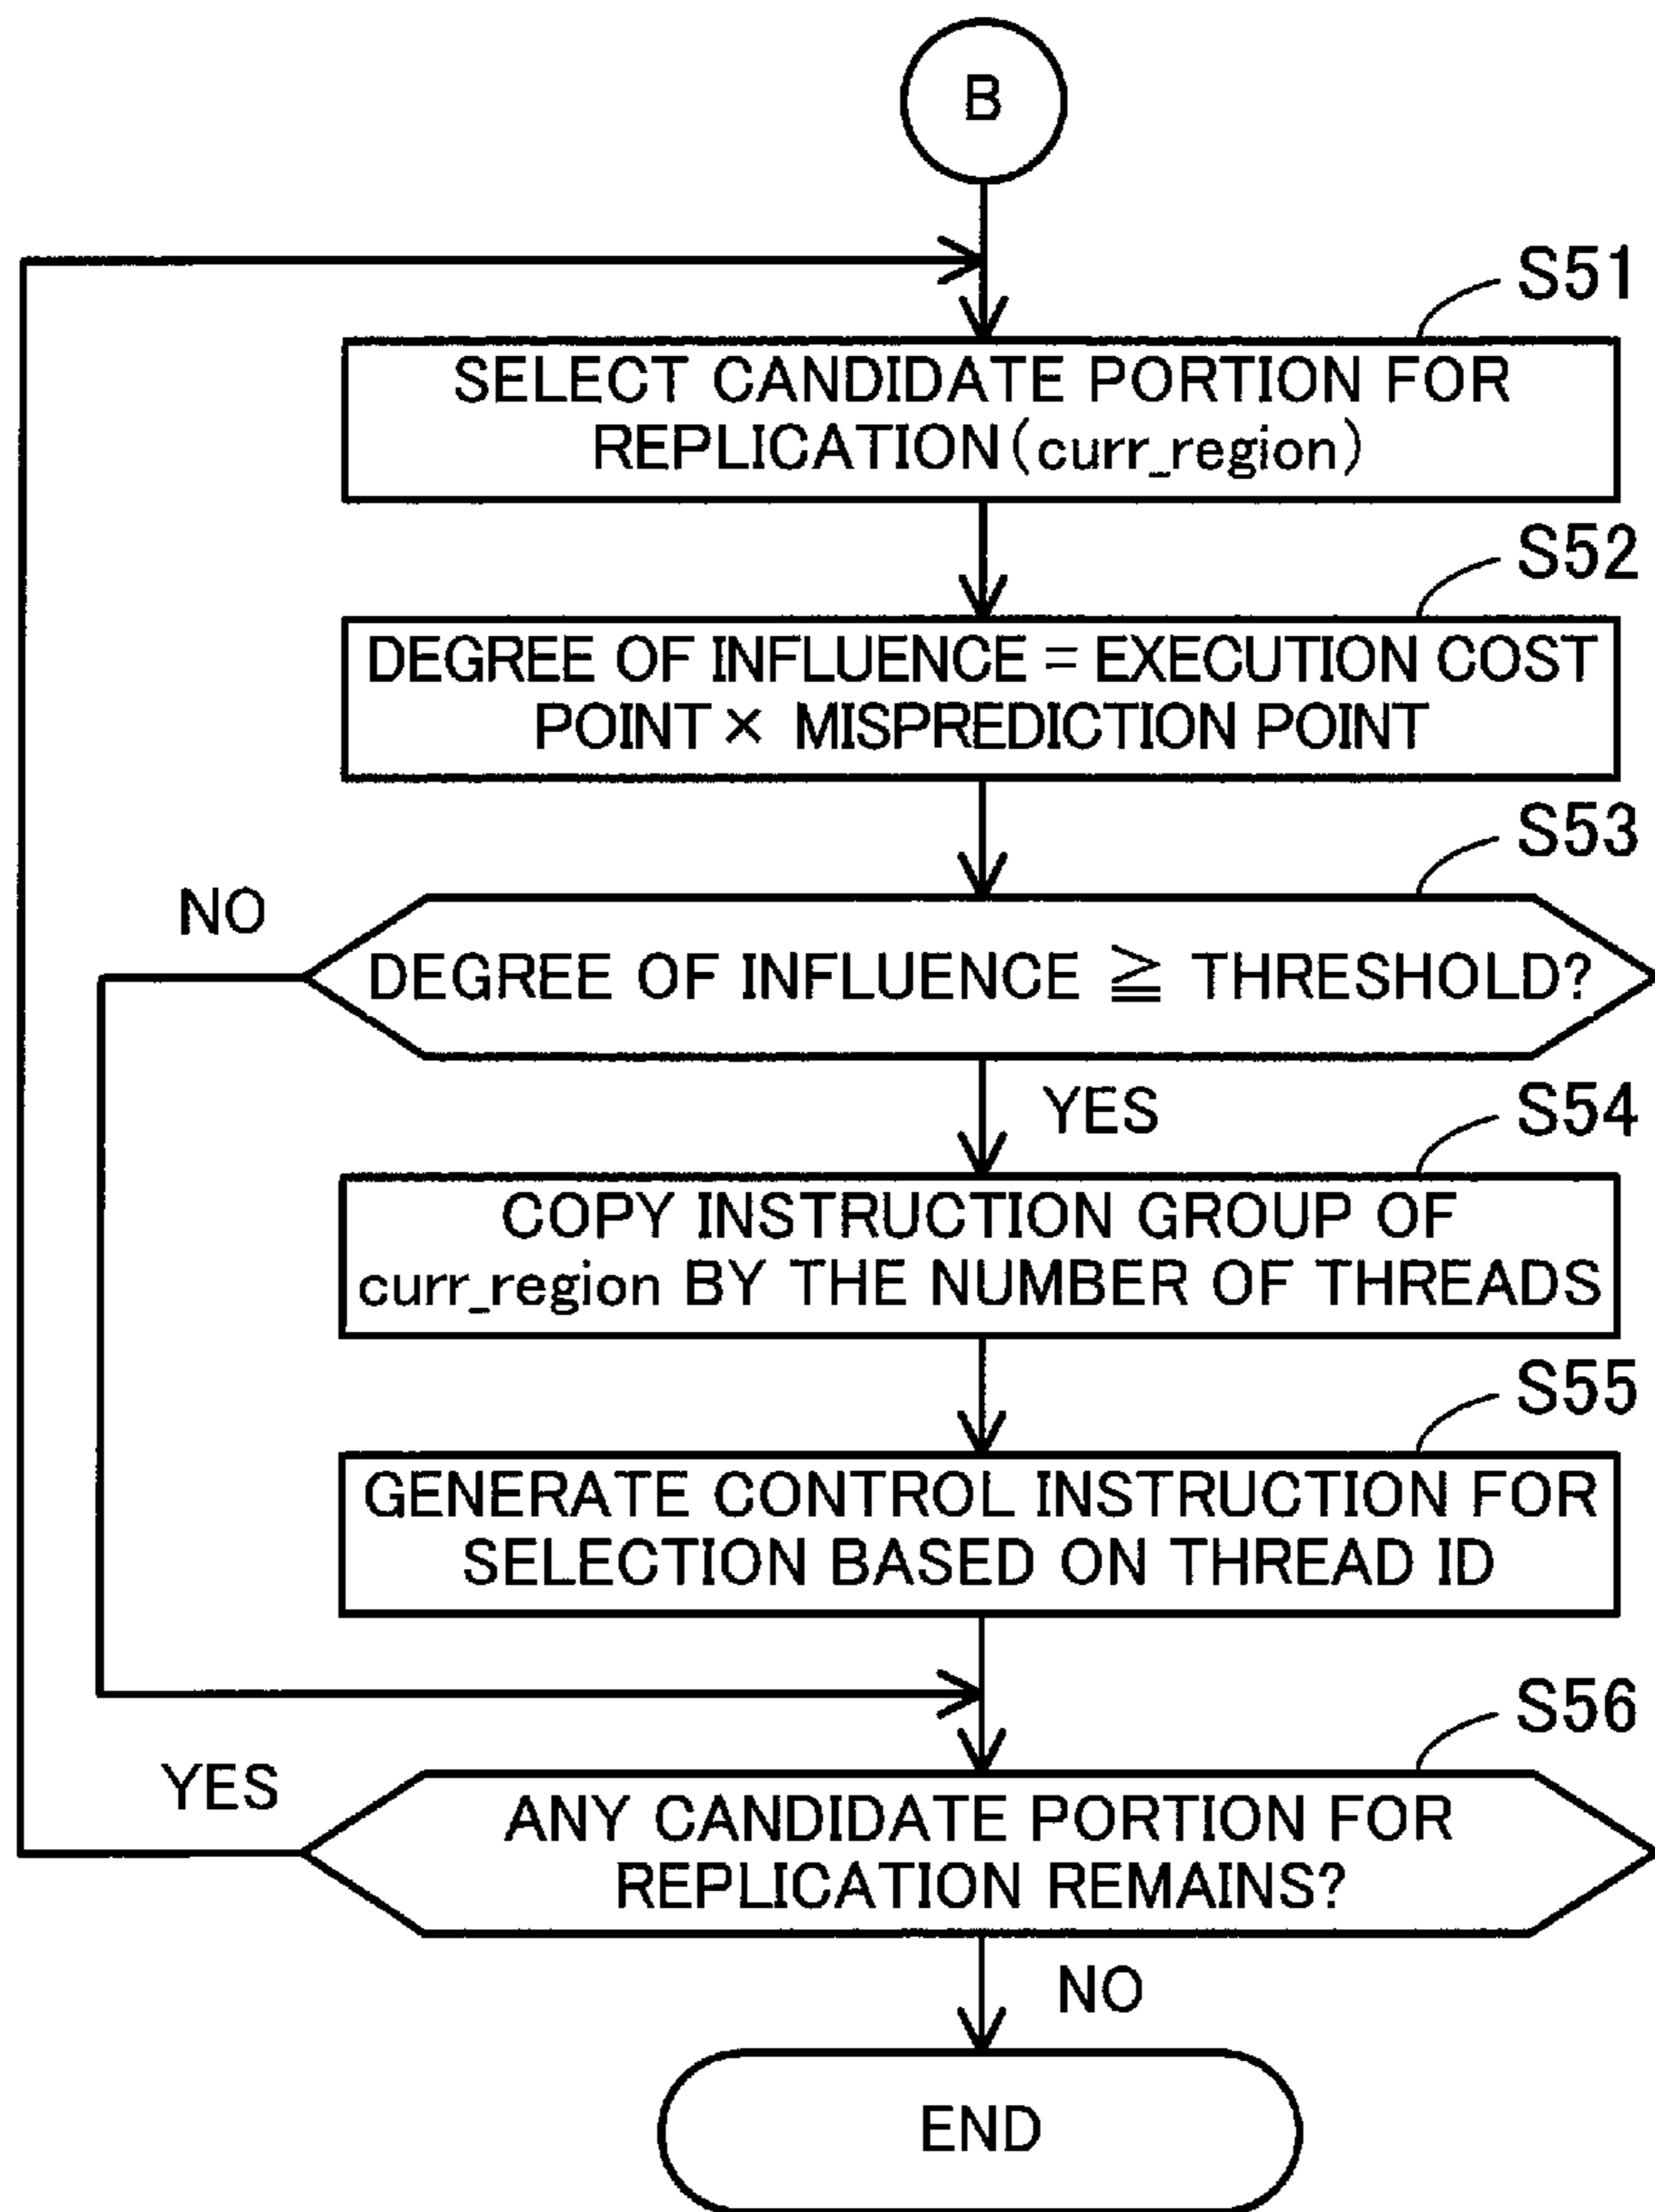 B
S51
SELECT CANDIDATE PORTION FOR
REPLICATION(curr_region)
S52
DEGREE OF INFLUENCE = EXECUTION COST
POINT × MISPREDICTION POINT
S53
NO
DEGREE OF INFLUENCE ≧ THRESHOLD?
YES
S54
COPY INSTRUCTION GROUP OF
curr_region BY THE NUMBER OF THREADS
S55
GENERATE CONTROL INSTRUCTION FOR
SELECTION BASED ON THREAD ID
S56
YES
ANY CANDIDATE PORTION FOR
REPLICATION REMAINS?
NO
END